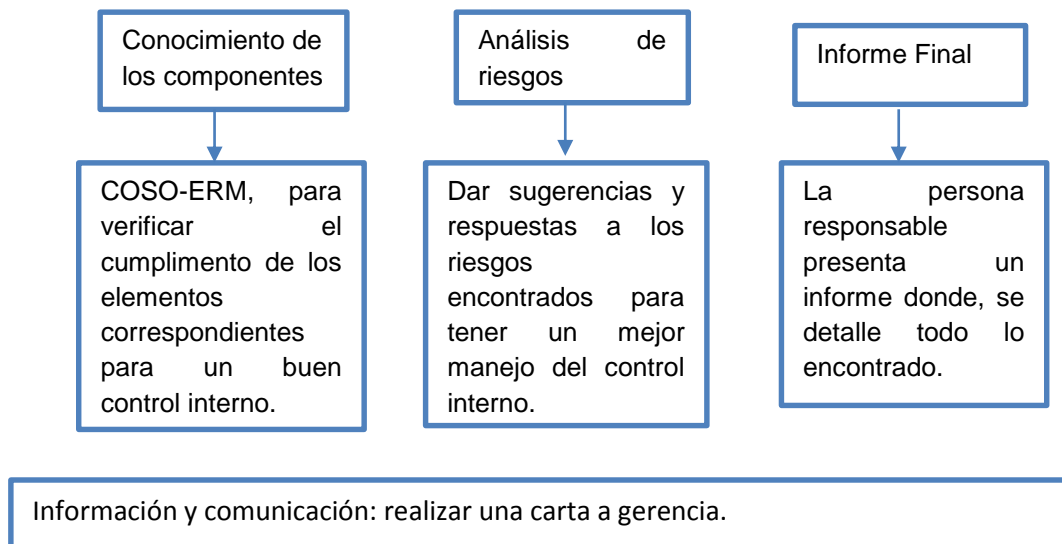 Conocimiento de
los componentes
Análisis de
riesgos
Informe Final
COSO-ERM, para
verificar el
cumplimento de los
elementos
correspondientes
para un buen
control interno.
Dar sugerencias y
respuestas a los
riesgos
encontrados para
tener un mejor
manejo del control
interno.
La persona
responsable
presenta un
informe donde, se
detalle todo lo
encontrado.
Información y comunicación: realizar una carta a gerencia.